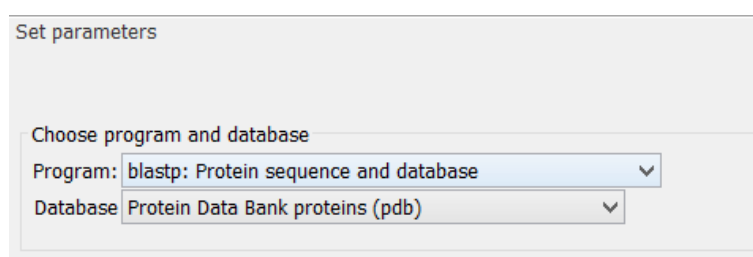 Set parameters
Choose program and database
Program: blastp: Protein sequence and database
Database Protein Data Bank proteins (pdb)